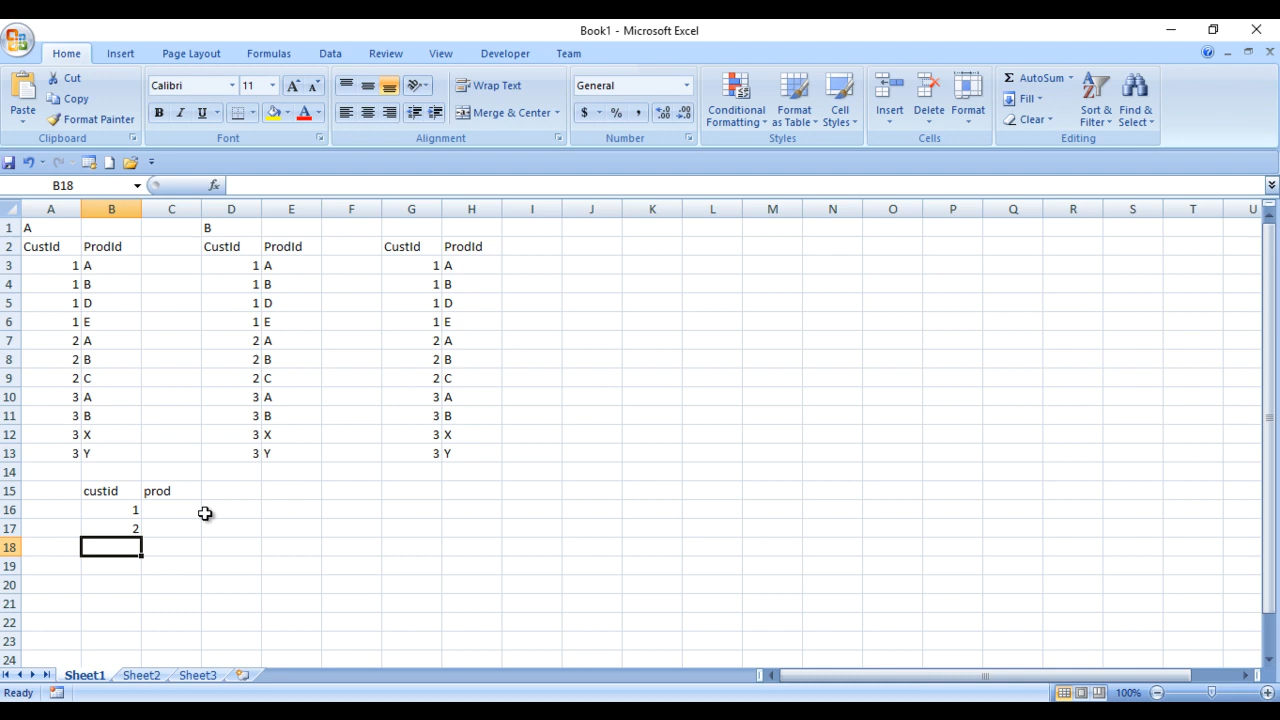 Book1 - Microsoft Excel
Home Insert Page Layout Formulas Data Review View Developer Team
Paste
Cut
Copy
Format Painter
Clipboard
Calibri 11
B I U
A A
Font
Wrap Text
Merge & Center
Alignment
General
$ % ,
Number
Conditional Formatting
Format as Table
Cell Styles
Styles
Insert Delete Format
Cells
Σ AutoSum
Fill
Clear
Sort & Filter
Find & Select
Editing
B18 fx
A B C D E F G H I J K L M N O P Q R S T U
1 A B
2 CustId ProdId CustId ProdId CustId ProdId
3 1 A 1 A 1 A
4 1 B 1 B 1 B
5 1 D 1 D 1 D
6 1 E 1 E 1 E
7 2 A 2 A 2 A
8 2 B 2 B 2 B
9 2 C 2 C 2 C
10 3 A 3 A 3 A
11 3 B 3 B 3 B
12 3 X 3 X 3 X
13 3 Y 3 Y 3 Y
14
15 custid prod
16 1
17 2
18
19
20
21
22
23
24
Sheet1 Sheet2 Sheet3
Ready 100%